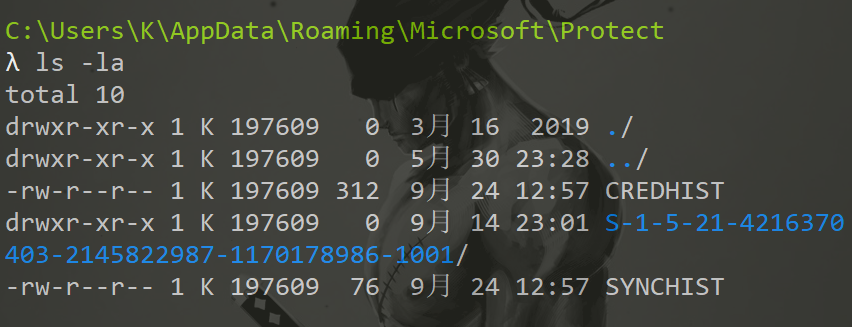 C:\Users\K\AppData\Roaming\Microsoft\Protect
λ ls -la
total 10
drwxr-xr-x 1 K 197609   0  3月 16  2019 ./
drwxr-xr-x 1 K 197609   0  5月 30 23:28 ../
-rw-r--r-- 1 K 197609 312  9月 24 12:57 CREDHIST
drwxr-xr-x 1 K 197609   0  9月 14 23:01 S-1-5-21-4216370
403-2145822987-1170178986-1001/
-rw-r--r-- 1 K 197609  76  9月 24 12:57 SYNCHIST